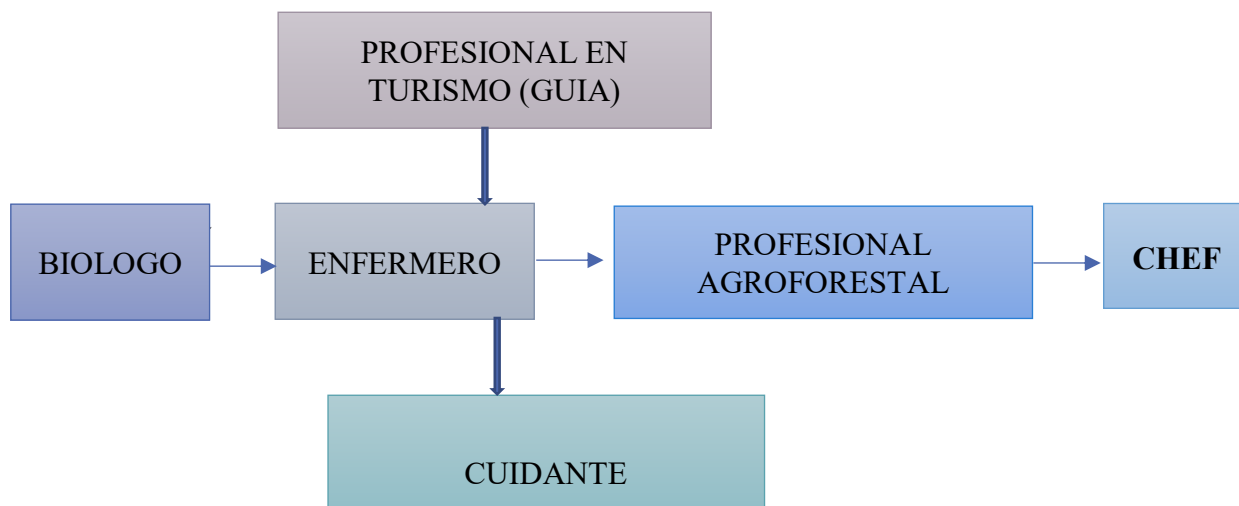 PROFESIONAL EN
TURISMO (GUIA)
BIOLOGO
ENFERMERO
PROFESIONAL
AGROFORESTAL
CHEF
CUIDANTE